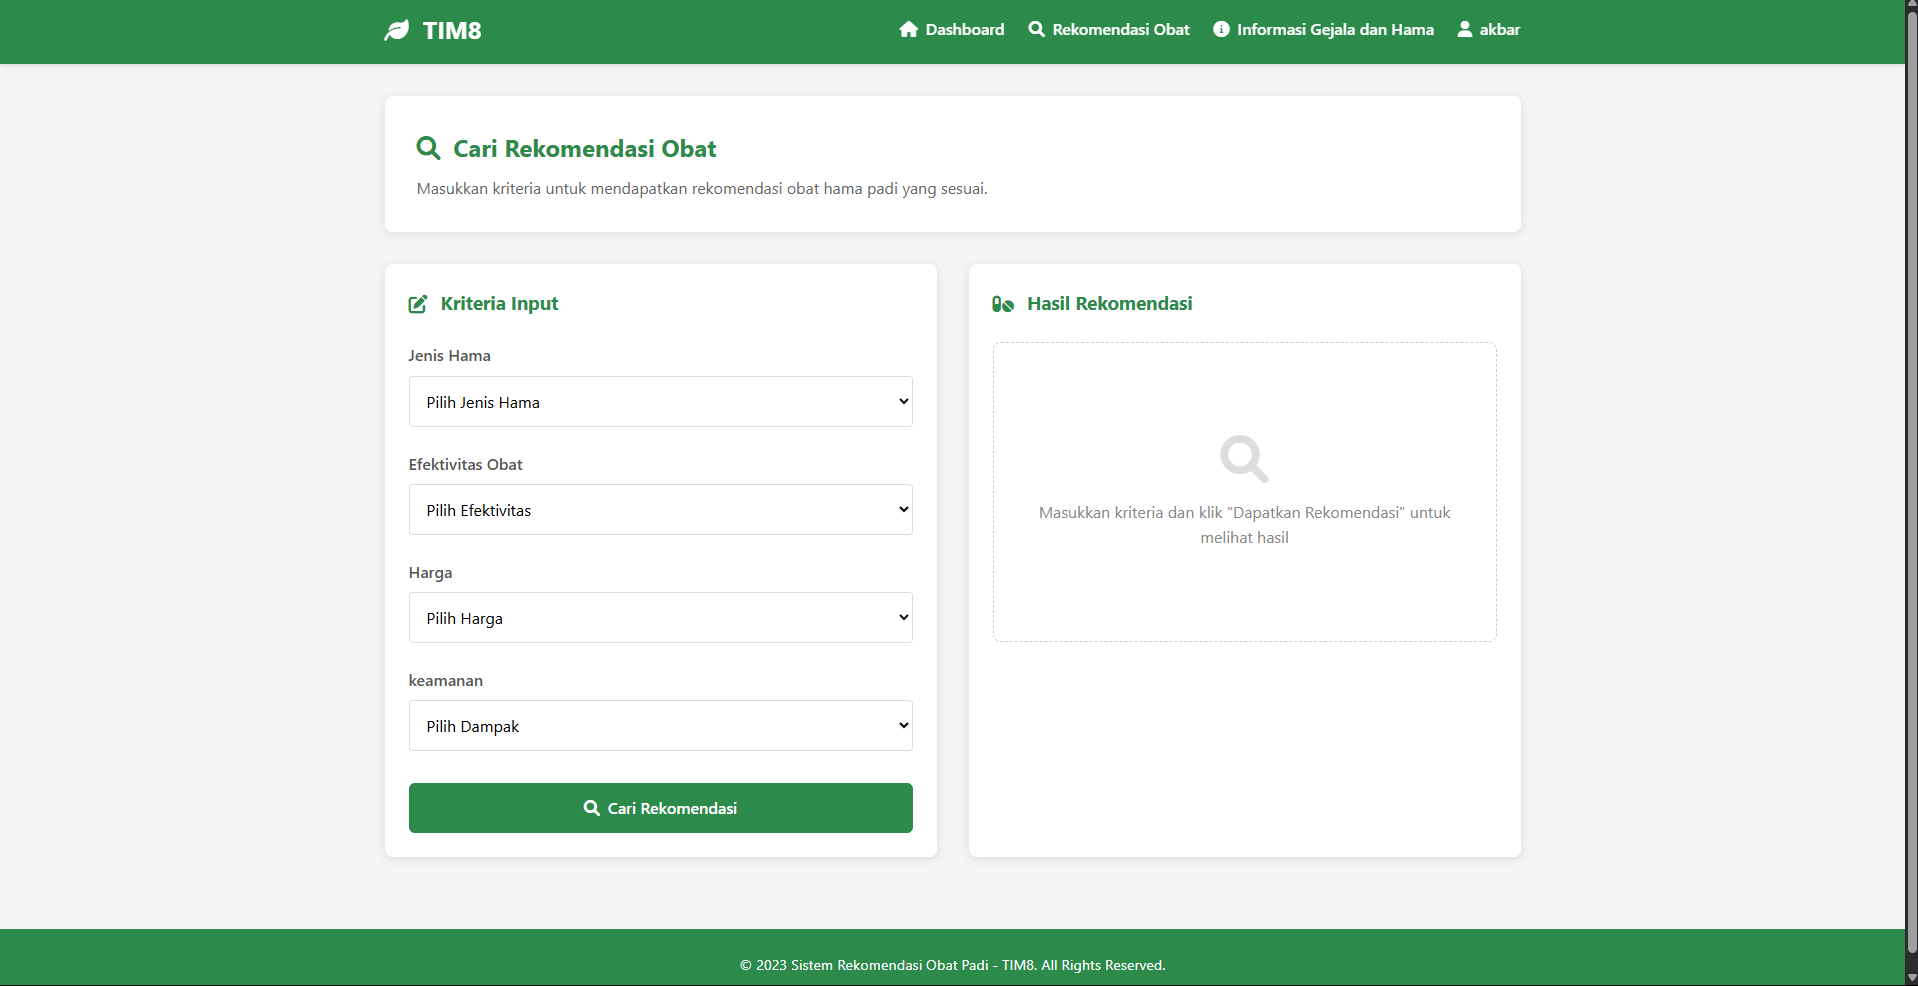 TIM8
Dashboard
Rekomendasi Obat
Informasi Gejala dan Hama
akbar
Cari Rekomendasi Obat
Masukkan kriteria untuk mendapatkan rekomendasi obat hama padi yang sesuai.
Kriteria Input
Jenis Hama
Pilih Jenis Hama
Efektivitas Obat
Pilih Efektivitas
Harga
Pilih Harga
keamanan
Pilih Dampak
Cari Rekomendasi
Hasil Rekomendasi
Masukkan kriteria dan klik "Dapatkan Rekomendasi" untuk
melihat hasil
© 2023 Sistem Rekomendasi Obat Padi - TIM8. All Rights Reserved.